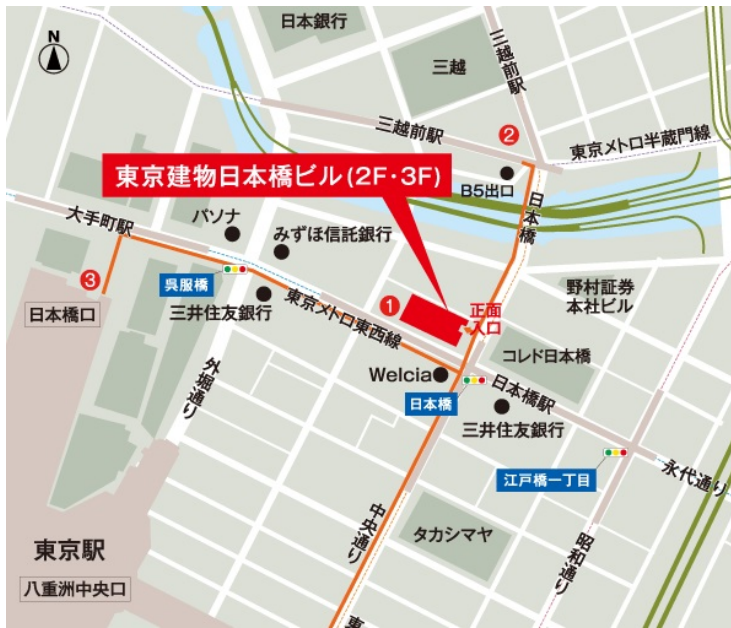 N
日本銀行
三越
三越前駅
三越前駅
❷
東京メトロ半蔵門線
B5出口
日本橋
東京建物日本橋ビル(2F･3F)
大手町駅
パソナ
みずほ信託銀行
❸
呉服橋
日本橋口
三井住友銀行
東京メトロ東西線
❶
正面
入口
野村証券
本社ビル
コレド日本橋
Welcia
日本橋
日本橋駅
三井住友銀行
外堀通り
江戸橋一丁目
永代通り
中央通り
タカシマヤ
昭和通り
東京駅
八重洲中央口